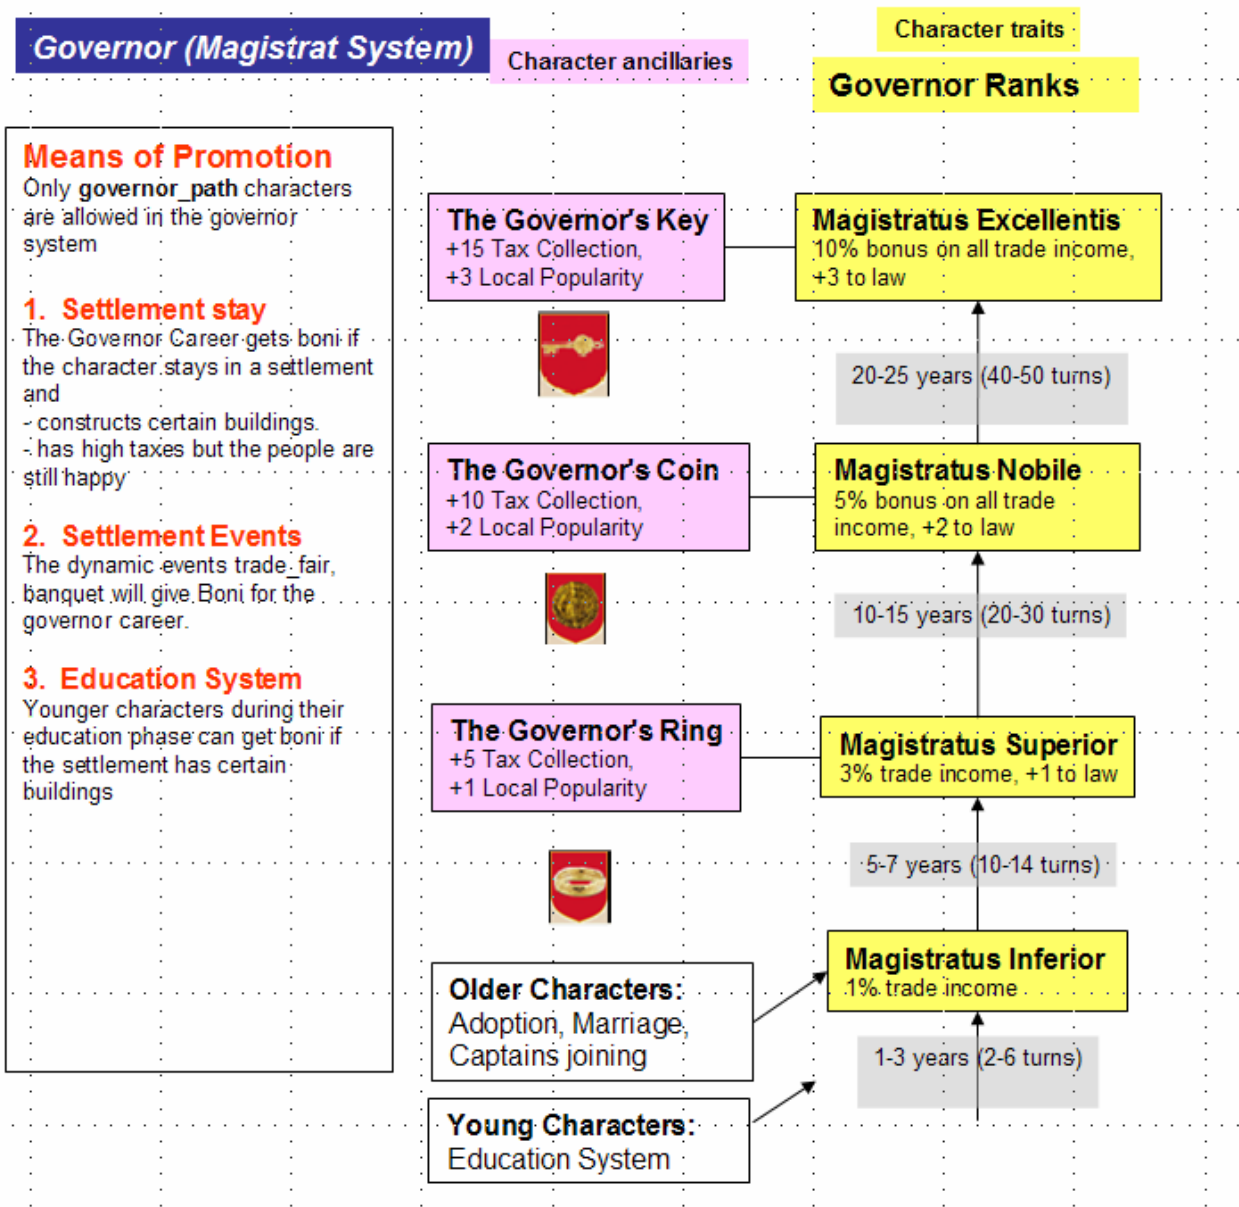 Governor (Magistrat System)
Character ancillaries
Character traits
Governor Ranks
Means of Promotion
Only governor_path characters
are allowed in the governor
system
1. Settlement stay
The Governor Career gets boni if
the character stays in a settlement
and
- constructs certain buildings.
- has high taxes but the people are
still happy
2. Settlement Events
The dynamic events trade_fair,
banquet will give Boni for the
governor career.
3. Education System
Younger characters during their
education phase can get boni if
the settlement has certain
buildings
The Governor's Key
+15 Tax Collection,
+3 Local Popularity
Magistratus Excellentis
10% bonus on all trade income,
+3 to law
20-25 years (40-50 turns)
The Governor's Coin
+10 Tax Collection,
+2 Local Popularity
Magistratus Nobile
5% bonus on all trade
income, +2 to law
10-15 years (20-30 turns)
The Governor's Ring
+5 Tax Collection,
+1 Local Popularity
Magistratus Superior
3% trade income, +1 to law
5-7 years (10-14 turns)
Magistratus Inferior
1% trade income
Older Characters:
Adoption, Marriage,
Captains joining
1-3 years (2-6 turns)
Young Characters:
Education System